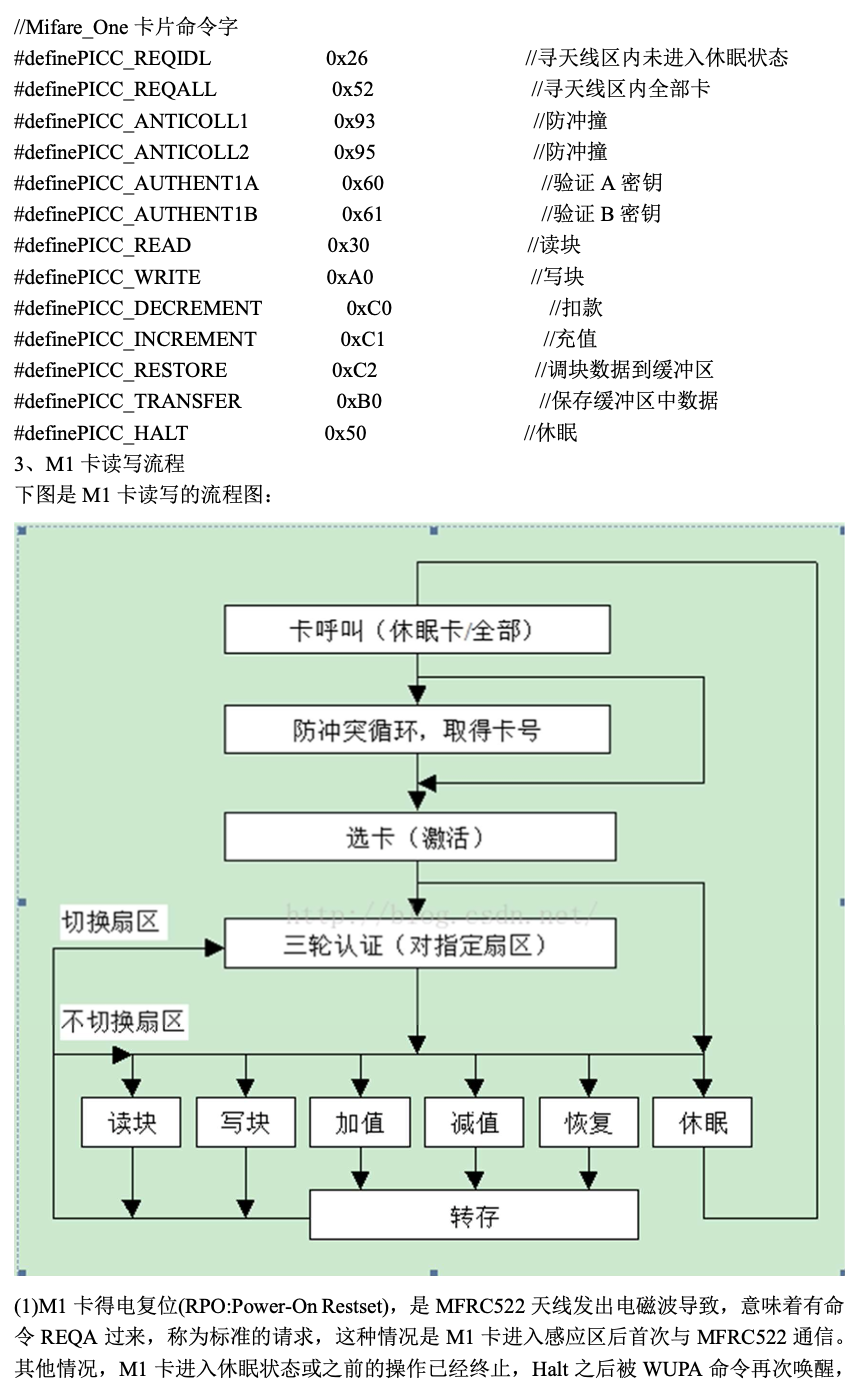 //Mifare_One 卡片命令字
#definePICC_REQIDL 0x26 //寻天线区内未进入休眠状态
#definePICC_REQALL 0x52 //寻天线区内全部卡
#definePICC_ANTICOLL1 0x93 //防冲撞
#definePICC_ANTICOLL2 0x95 //防冲撞
#definePICC_AUTHENT1A 0x60 //验证 A 密钥
#definePICC_AUTHENT1B 0x61 //验证 B 密钥
#definePICC_READ 0x30 //读块
#definePICC_WRITE 0xA0 //写块
#definePICC_DECREMENT 0xC0 //扣款
#definePICC_INCREMENT 0xC1 //充值
#definePICC_RESTORE 0xC2 //调块数据到缓冲区
#definePICC_TRANSFER 0xB0 //保存缓冲区中数据
#definePICC_HALT 0x50 //休眠
3、M1 卡读写流程
下图是 M1 卡读写的流程图：
卡呼叫（休眠卡/全部）
防冲突循环，取得卡号
选卡（激活）
http://blog.csdn.net/
切换扇区
三轮认证（对指定扇区）
不切换扇区
读块 写块 加值 减值 恢复 休眠
转存
(1)M1 卡得电复位(RPO:Power-On Restset)，是 MFRC522 天线发出电磁波导致，意味着有命
令 REQA 过来，称为标准的请求，这种情况是 M1 卡进入感应区后首次与 MFRC522 通信。
其他情况，M1 卡进入休眠状态或之前的操作已经终止，Halt 之后被 WUPA 命令再次唤醒，